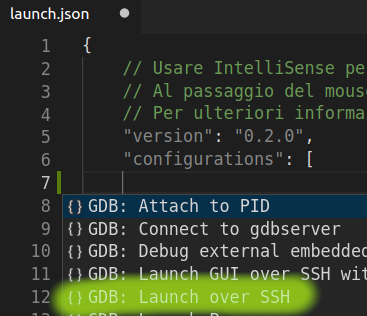 launch.json
1 {
2 // Usare IntelliSense pe
3 // Al passaggio del mous
4 // Per ulteriori informa
5 "version": "0.2.0",
6 "configurations": [
7
8 {} GDB: Attach to PID
9 {} GDB: Connect to gdbserver
10 {} GDB: Debug external embedded
11 {} GDB: Launch GUI over SSH wit
12 {} GDB: Launch over SSH